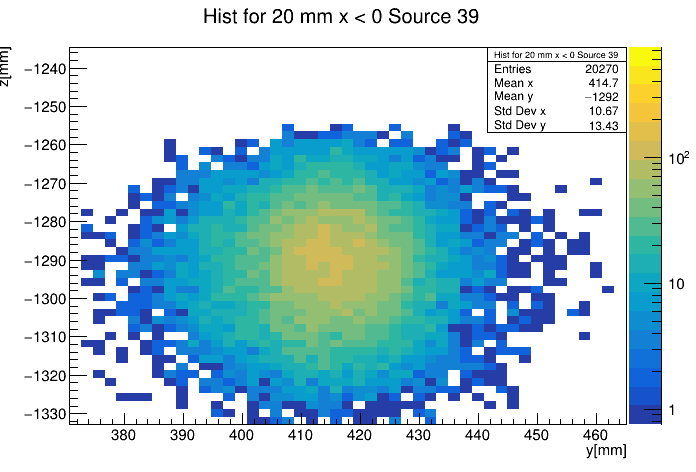 Hist for 20 mm x < 0 Source 39
z[mm]
Hist for 20 mm x < 0 Source 39
Entries 20270
Mean x 414.7
Mean y −1292
Std Dev x 10.67
Std Dev y 13.43
−1240
−1250
−1260
−1270
−1280
−1290
−1300
−1310
−1320
−1330
10²
10
1
380 390 400 410 420 430 440 450 460
y[mm]